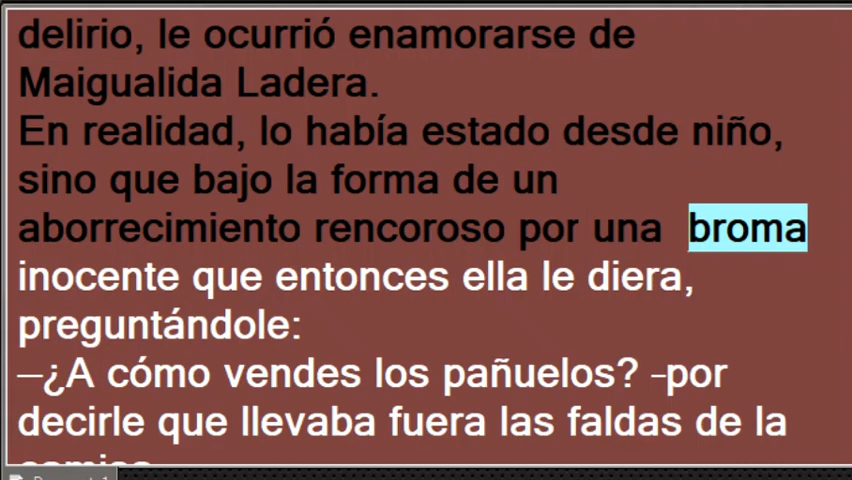 delirio, le ocurrió enamorarse de
Maigualida Ladera.
En realidad, lo había estado desde niño,
sino que bajo la forma de un
aborrecimiento rencoroso por una broma
inocente que entonces ella le diera,
preguntándole:
—¿A cómo vendes los pañuelos? -por
decirle que llevaba fuera las faldas de la